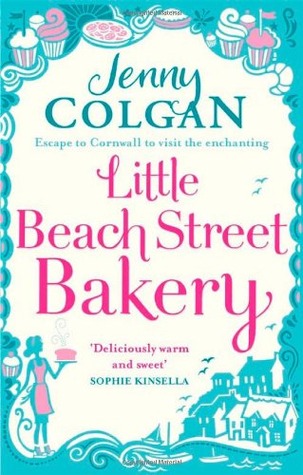 Jenny
COLGAN
Escape to Cornwall to visit the enchanting
Little
Beach Street
Bakery
‘Deliciously warm
and sweet’
SOPHIE KINSELLA